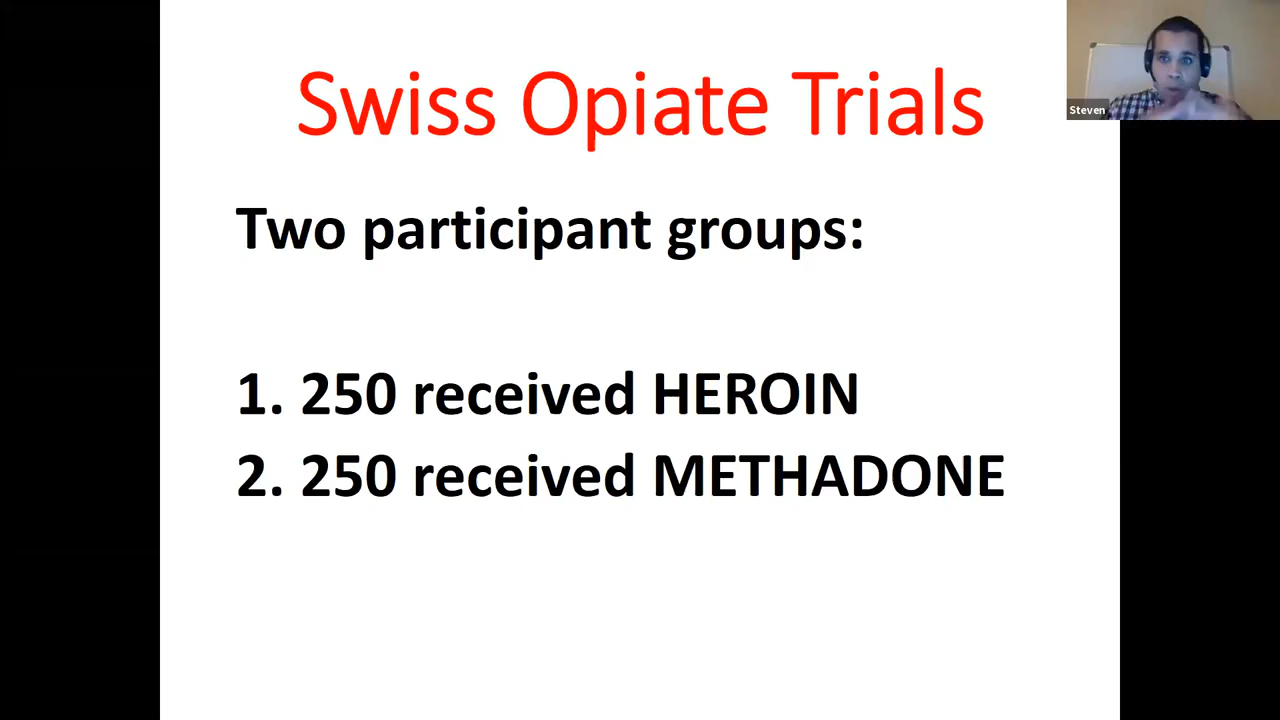 Swiss Opiate Trials
Steven
Two participant groups:
1. 250 received HEROIN
2. 250 received METHADONE